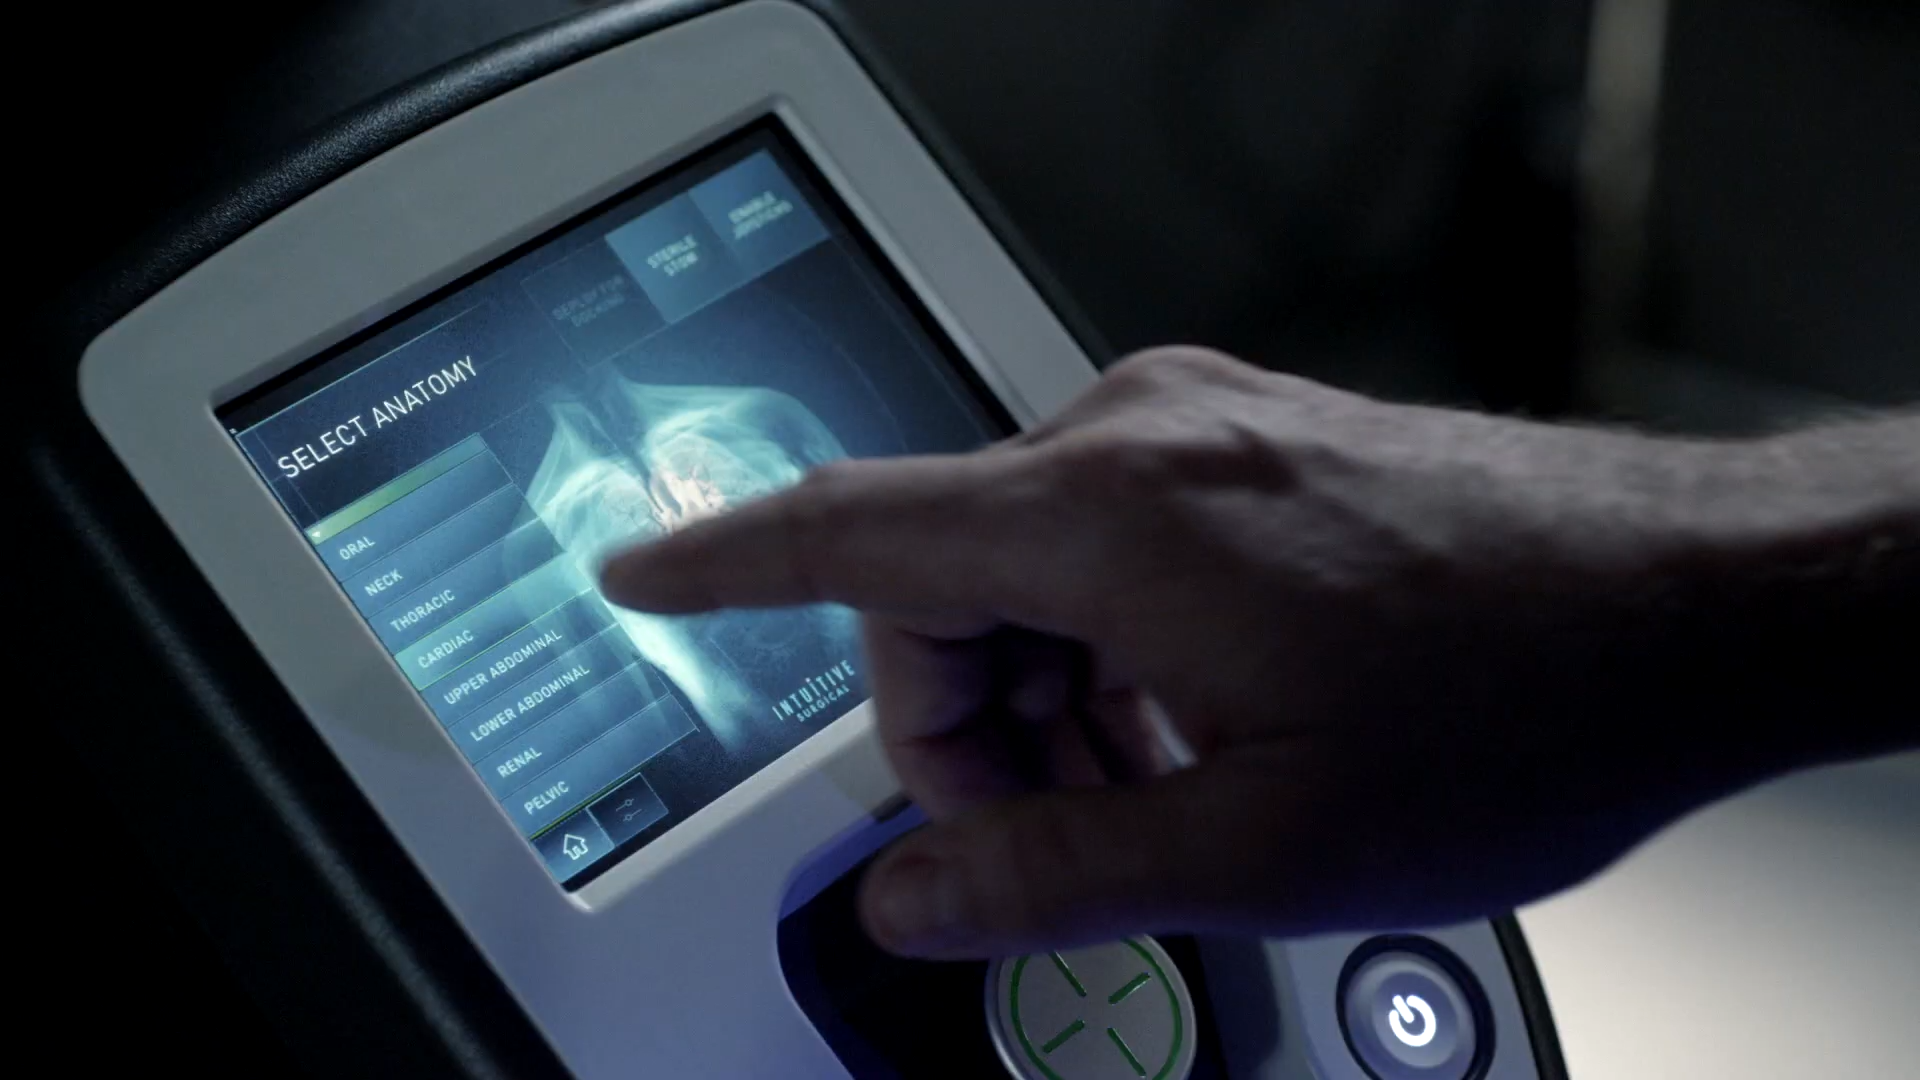 STERILE
STOW
SELECT ANATOMY
ORAL
NECK
THORACIC
CARDIAC
UPPER ABDOMINAL
LOWER ABDOMINAL
RENAL
PELVIC
INTUITIVE
SURGICAL